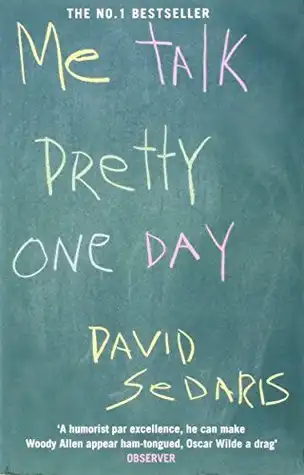 THE NO.1 BESTSELLER
Me TALK
PReTTY
ONe DAY
DAVID
SeDARIS
'A humorist par excellence, he can make
Woody Allen appear ham-tongued, Oscar Wilde a drag'
OBSERVER